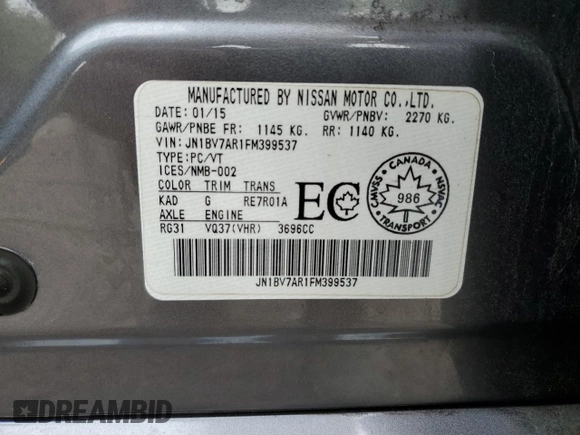 MANUFACTURED BY NISSAN MOTOR CO.,LTD.
DATE: 01/15 GVWR/PNBV: 2270 KG.
GAWR/PNBE FR: 1145 KG. RR: 1140 KG.
VIN: JN1BV7AR1FM399537
TYPE: PC/VT
ICES/NMB-002
COLOR TRIM TRANS
KAD G RE7R01A
AXLE ENGINE
RG31 VQ37(VHR) 3696CC
EC
CANADA
CMVSS NSVAC
986
TRANSPORT
JN1BV7AR1FM399537
DREAMBID